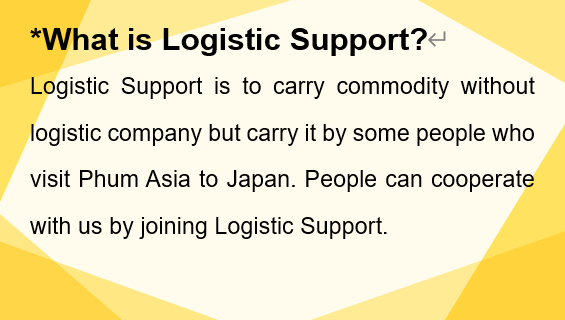 *What is Logistic Support?↵
Logistic Support is to carry commodity without
logistic company but carry it by some people who
visit Phum Asia to Japan. People can cooperate
with us by joining Logistic Support.